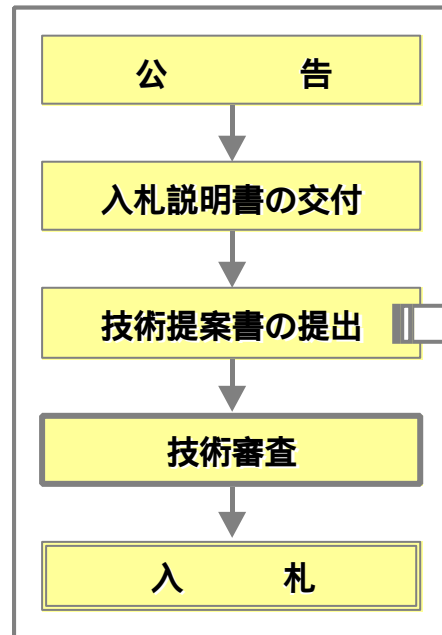 公　　　　告
入札説明書の交付
技術提案書の提出
技術審査
入　　　札